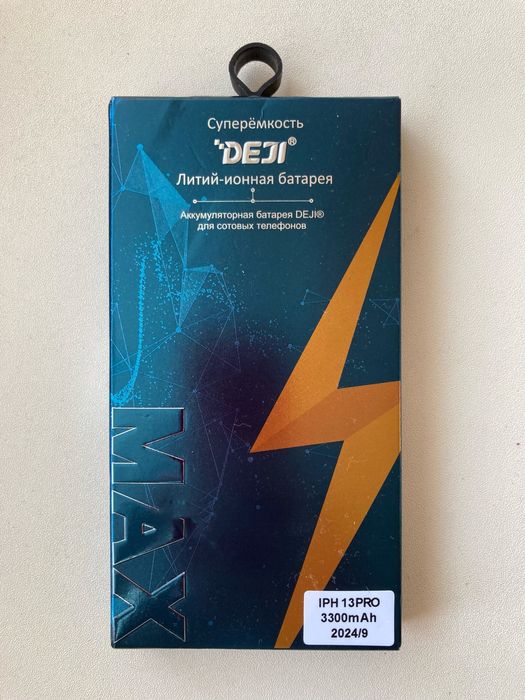 Суперёмкость
DEJI®
Литий-ионная батарея
Аккумуляторная батарея DEJI®
для сотовых телефонов
MAX
IPH 13PRO
3300mAh
2024/9